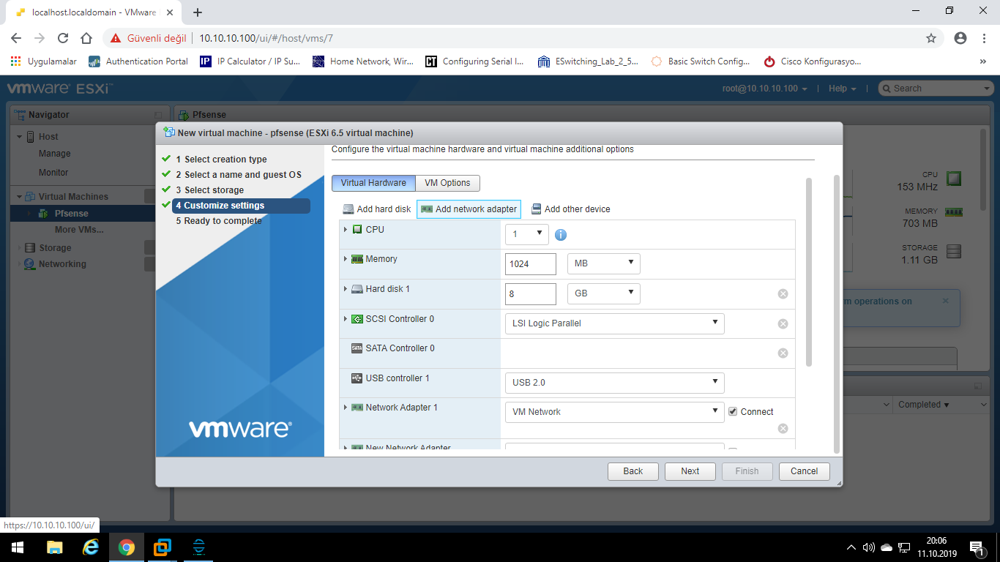 localhost.localdomain - VMware
Güvenli değil
10.10.10.100/ui/#/host/vms/7
Uygulamalar
Authentication Portal
IP
IP Calculator / IP Su...
Home Network, Wir...
CT
Configuring Serial I...
ESwitching_Lab_2_5...
Basic Switch Config...
Cisco Konfigurasyo...
»
vmware ESXi™
root@10.10.10.100
Help
Search
Navigator
Pfsense
Host
Manage
Monitor
Virtual Machines
Pfsense
More VMs...
Storage
Networking
CPU
153 MHz
MEMORY
703 MB
STORAGE
1.11 GB
m operations on
Completed ▼
New virtual machine - pfsense (ESXi 6.5 virtual machine)
1 Select creation type
2 Select a name and guest OS
3 Select storage
4 Customize settings
5 Ready to complete
vmware®
Configure the virtual machine hardware and virtual machine additional options
Virtual Hardware
VM Options
Add hard disk
Add network adapter
Add other device
CPU
1
Memory
1024
MB
Hard disk 1
8
GB
SCSI Controller 0
LSI Logic Parallel
SATA
SATA Controller 0
USB controller 1
USB 2.0
Network Adapter 1
VM Network
Connect
New Network Adapter
Back
Next
Finish
Cancel
https://10.10.10.100/ui/
20:06
11.10.2019
1